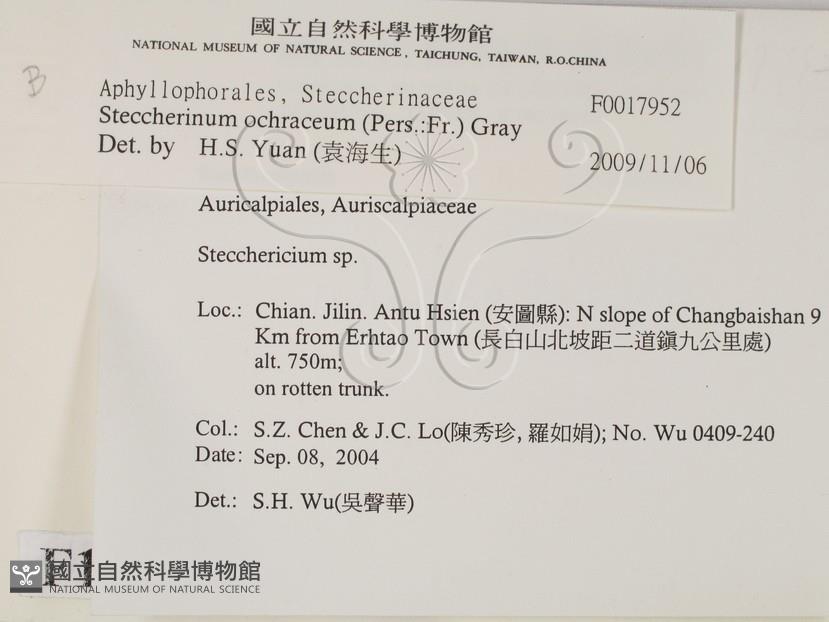 國立自然科學博物館
NATIONAL MUSEUM OF NATURAL SCIENCE, TAICHUNG, TAIWAN, R.O.CHINA
B
Aphyllophorales, Steccherinaceae F0017952
Steccherinum ochraceum (Pers.:Fr.) Gray
Det. by H.S. Yuan (袁海生) 2009/11/06
Auricalpiales, Auriscalpiaceae
Stecchericium sp.
Loc.: Chian. Jilin. Antu Hsien (安圖縣): N slope of Changbaishan 9
Km from Erhtao Town (長白山北坡距二道鎭九公里處)
alt. 750m;
on rotten trunk.
Col.: S.Z. Chen & J.C. Lo(陳秀珍, 羅如娟); No. Wu 0409-240
Date: Sep. 08, 2004
Det.: S.H. Wu(吳聲華)
國立自然科學博物館
NATIONAL MUSEUM OF NATURAL SCIENCE